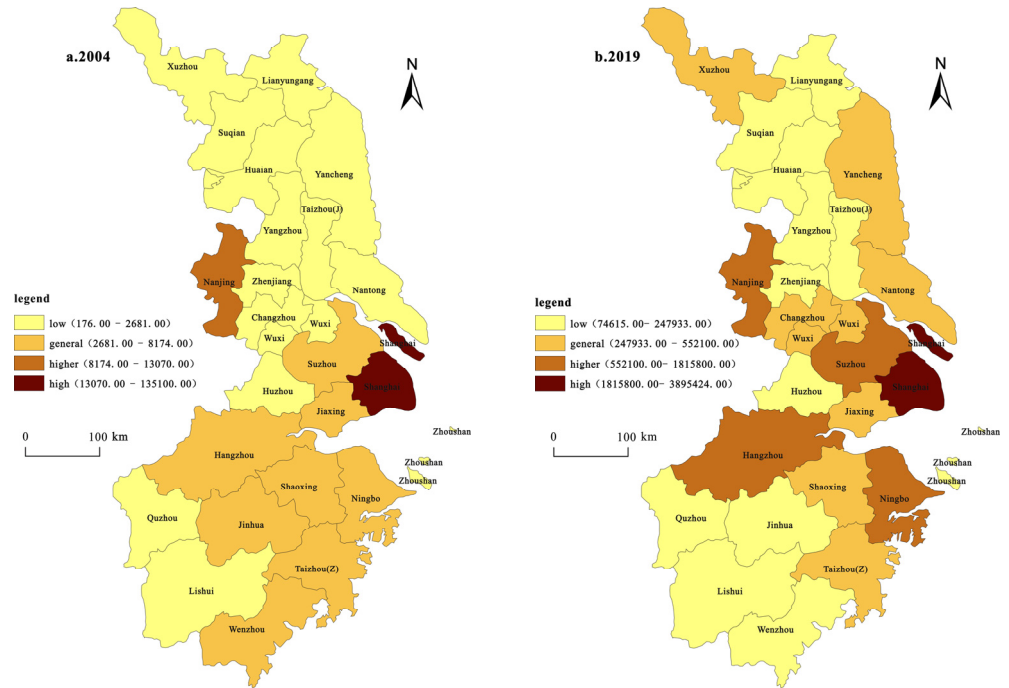 a.2004
N
Xuzhou
Lianyungang
Suqian
Huaian
Yancheng
Taizhou(J)
Yangzhou
Nanjing
Zhenjiang
Nantong
Changzhou
Wuxi
Wuxi
Shanghai
Suzhou
Shanghai
Huzhou
Jiaxing
Zhoushan
Hangzhou
Zhoushan
Zhoushan
Shaoxing
Ningbo
Quzhou
Jinhua
Taizhou(Z)
Lishui
Wenzhou
legend
low (176.00 - 2681.00)
general (2681.00 - 8174.00)
higher (8174.00 - 13070.00)
high (13070.00 - 135100.00)
0 100 km
b.2019
N
Xuzhou
Lianyungang
Suqian
Huaian
Yancheng
Taizhou(J)
Yangzhou
Nanjing
Zhenjiang
Nantong
Changzhou
Wuxi
Wuxi
Shanghai
Suzhou
Shanghai
Huzhou
Jiaxing
Zhoushan
Hangzhou
Zhoushan
Zhoushan
Shaoxing
Ningbo
Quzhou
Jinhua
Taizhou(Z)
Lishui
Wenzhou
legend
low (74615.00 - 247933.00)
general (247933.00 - 552100.00)
higher (552100.00 - 1815800.00)
high (1815800.00- 3895424.00)
0 100 km